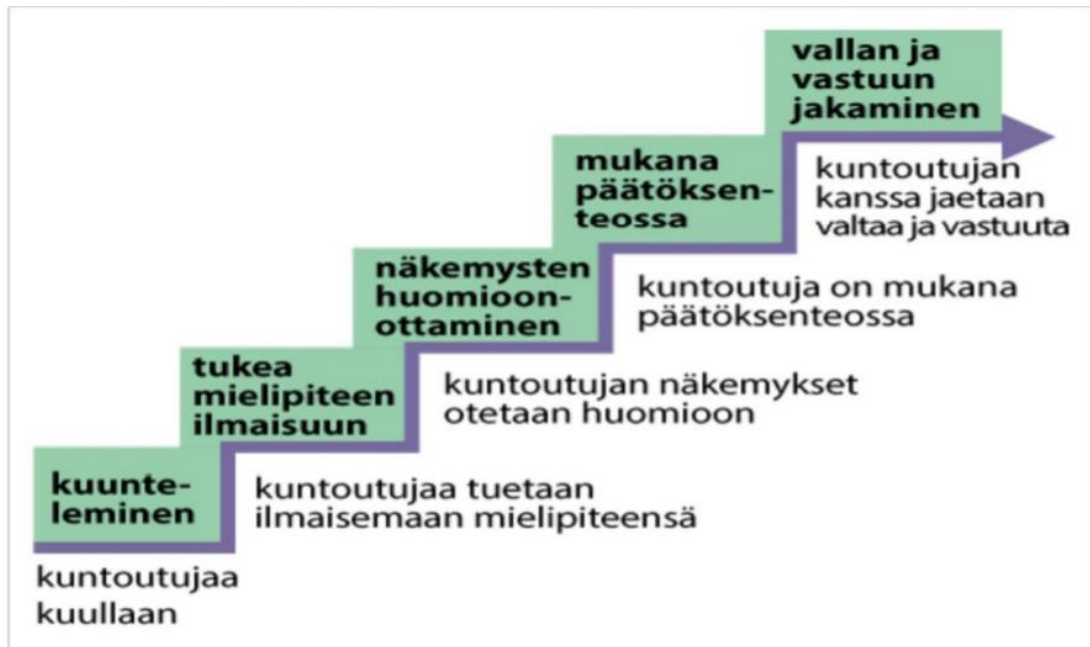 vallan ja
vastuun
jakaminen
kuntoutujan
kanssa jaetaan
valtaa ja vastuuta
mukana
päätöksen-
teossa
kuntoutuja on mukana
päätöksenteossa
näkemysten
huomioon-
ottaminen
kuntoutujan näkemykset
otetaan huomioon
tukea
mielipiteen
ilmaisuun
kuntoutujaa tuetaan
ilmaisemaan mielipiteensä
kuunte-
leminen
kuntoutujaa
kuullaan